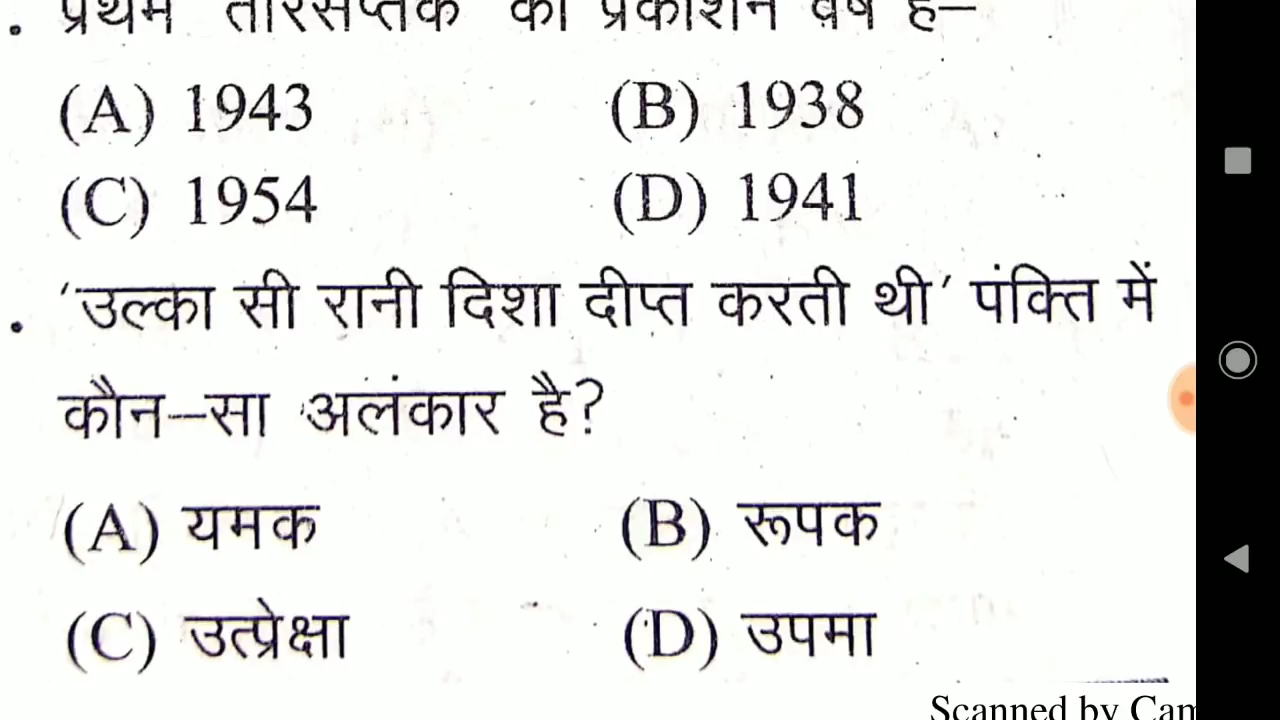 . प्रथम 'तारसप्तक' का प्रकाशन वर्ष है–
(A) 1943 (B) 1938
(C) 1954 (D) 1941
. 'उल्का सी रानी दिशा दीप्त करती थी' पंक्ति में
कौन–सा अलंकार है?
(A) यमक (B) रूपक
(C) उत्प्रेक्षा (D) उपमा
Scanned by Cam